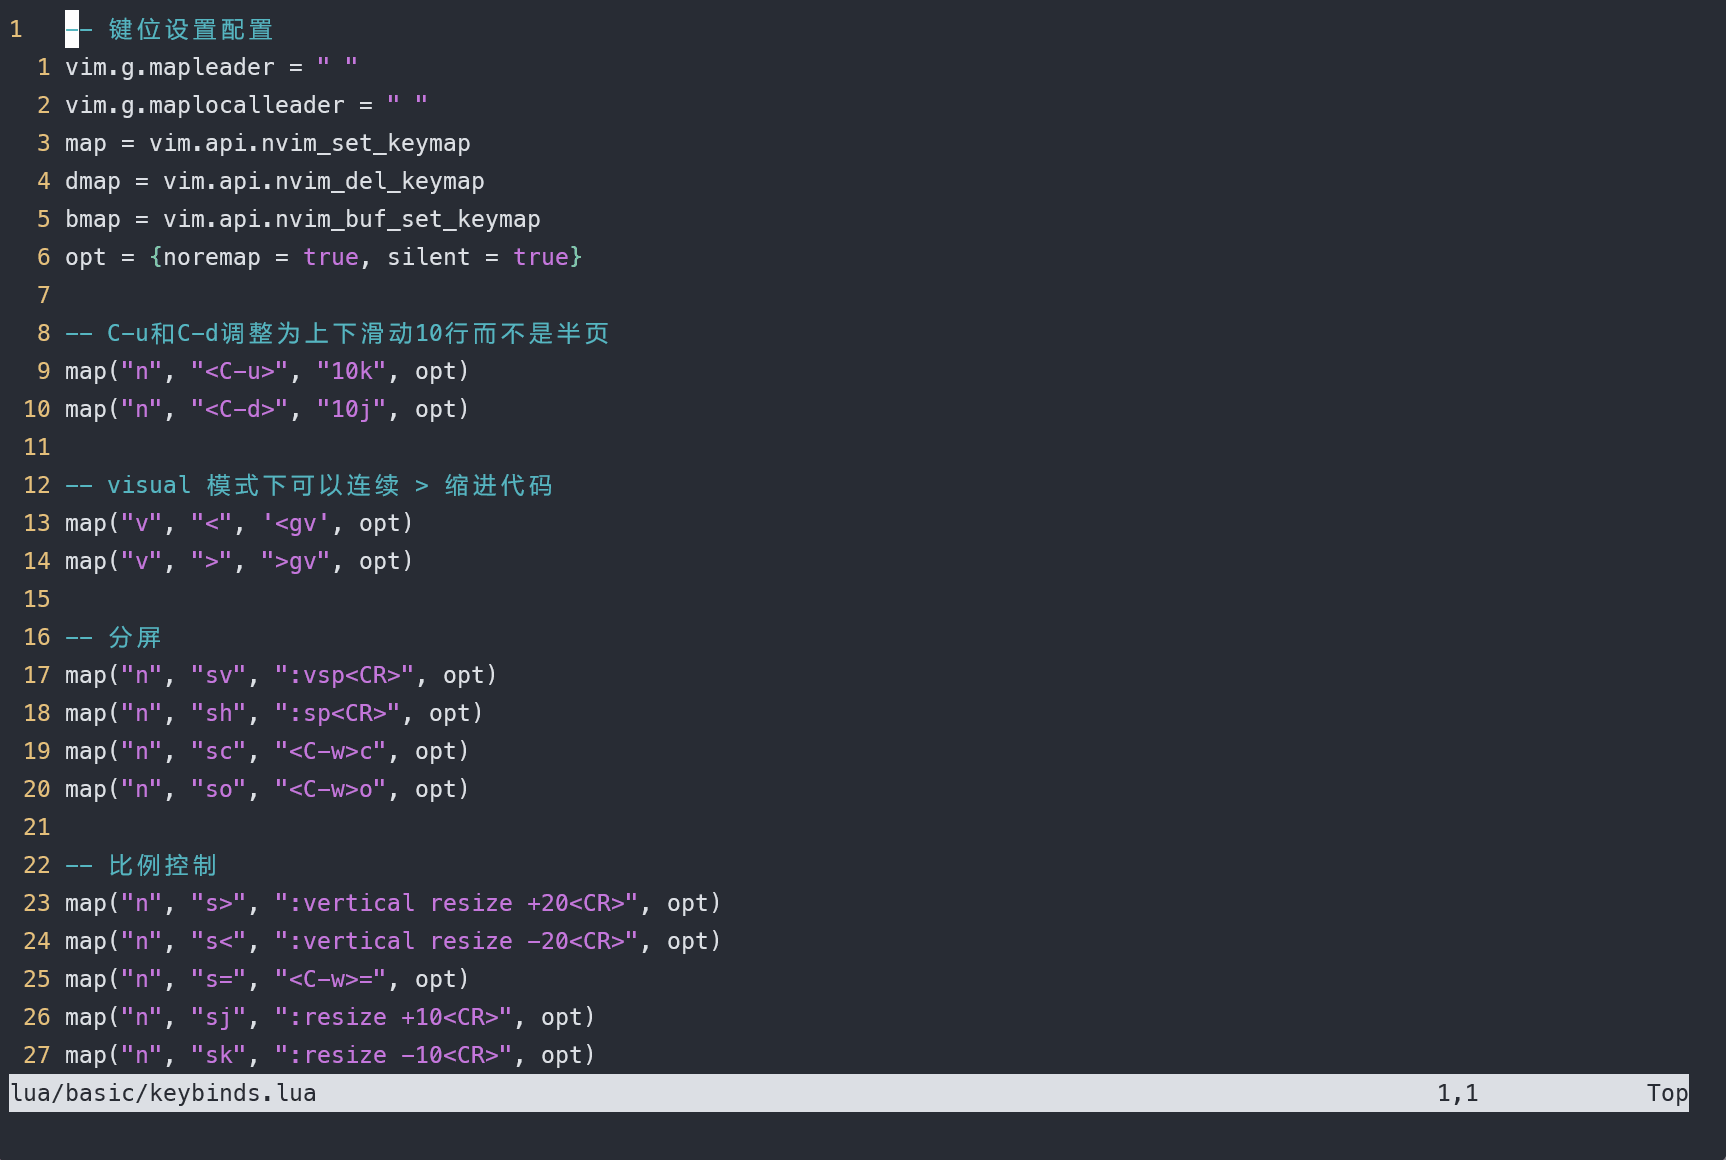 1   -- 键位设置配置
  1 vim.g.mapleader = " "
  2 vim.g.maplocalleader = " "
  3 map = vim.api.nvim_set_keymap
  4 dmap = vim.api.nvim_del_keymap
  5 bmap = vim.api.nvim_buf_set_keymap
  6 opt = {noremap = true, silent = true}
  7
  8 -- C-u和C-d调整为上下滑动10行而不是半页
  9 map("n", "<C-u>", "10k", opt)
 10 map("n", "<C-d>", "10j", opt)
 11
 12 -- visual 模式下可以连续 > 缩进代码
 13 map("v", "<", '<gv', opt)
 14 map("v", ">", ">gv", opt)
 15
 16 -- 分屏
 17 map("n", "sv", ":vsp<CR>", opt)
 18 map("n", "sh", ":sp<CR>", opt)
 19 map("n", "sc", "<C-w>c", opt)
 20 map("n", "so", "<C-w>o", opt)
 21
 22 -- 比例控制
 23 map("n", "s>", ":vertical resize +20<CR>", opt)
 24 map("n", "s<", ":vertical resize -20<CR>", opt)
 25 map("n", "s=", "<C-w>=", opt)
 26 map("n", "sj", ":resize +10<CR>", opt)
 27 map("n", "sk", ":resize -10<CR>", opt)
lua/basic/keybinds.lua 1,1 Top